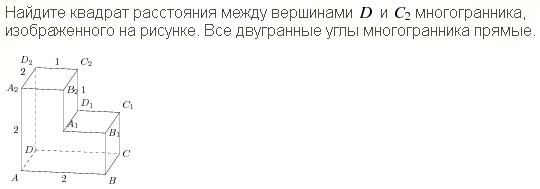 Найдите квадрат расстояния между вершинами D и C₂ многогранника,
изображенного на рисунке. Все двугранные углы многогранника прямые.
D₂ 1 C₂
2
A₂ B₂ 1
D₁ C₁
2 A₁ B₁
D C
A 2 B